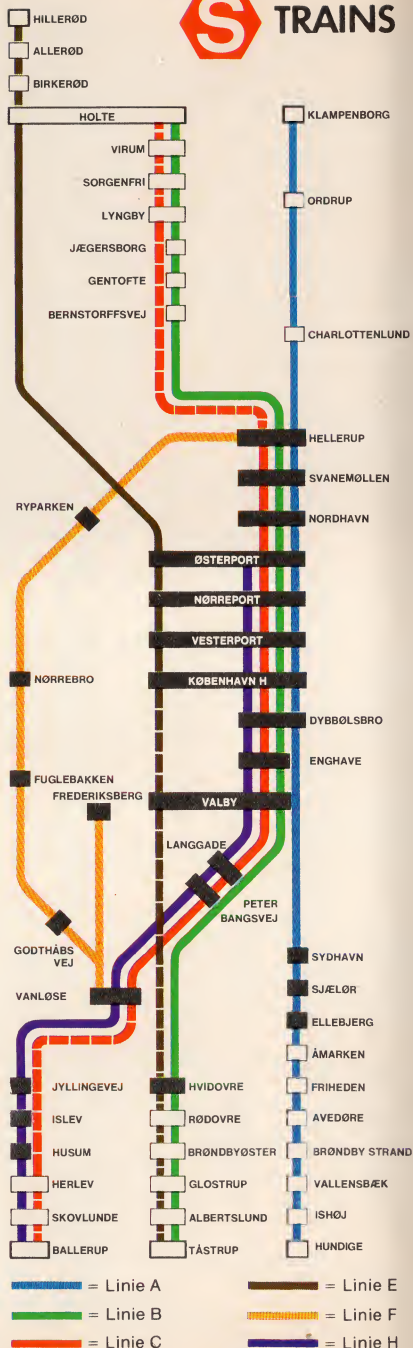 S TRAINS
HILLERØD
ALLERØD
BIRKERØD
HOLTE
KLAMPENBORG
VIRUM
SORGENFRI
ORDRUP
LYNGBY
JÆGERSBORG
GENTOFTE
BERNSTORFFSVEJ
CHARLOTTENLUND
HELLERUP
SVANEMØLLEN
RYPARKEN
NORDHAVN
ØSTERPORT
NØRREPORT
VESTERPORT
NØRREBRO
KØBENHAVN H
DYBBØLSBRO
ENGHAVE
FUGLEBAKKEN
FREDERIKSBERG
VALBY
LANGGADE
PETER
BANGSVEJ
GODTHÅBS
VEJ
SYDHAVN
VANLØSE
SJÆLØR
ELLEBJERG
ÅMARKEN
JYLLINGEVEJ
HVIDOVRE
FRIHEDEN
ISLEV
RØDOVRE
AVEDØRE
HUSUM
BRØNDBYØSTER
BRØNDBY STRAND
HERLEV
GLOSTRUP
VALLENSBÆK
SKOVLUNDE
ALBERTSLUND
ISHØJ
BALLERUP
TÅSTRUP
HUNDIGE
= Linie A
= Linie E
= Linie B
= Linie F
= Linie C
= Linie H